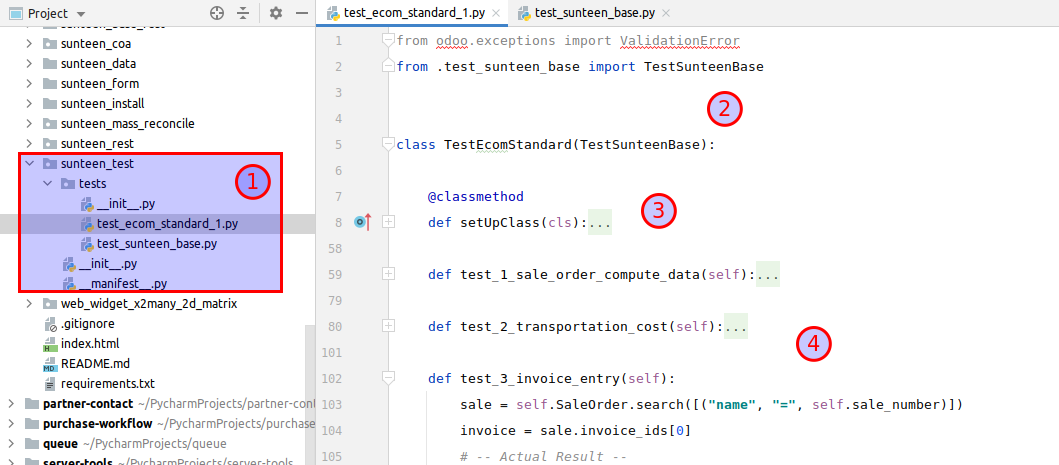 Project
sunteen_coa
sunteen_data
sunteen_form
sunteen_install
sunteen_mass_reconcile
sunteen_rest
sunteen_test
1
tests
__init__.py
test_ecom_standard_1.py
test_sunteen_base.py
__init__.py
__manifest__.py
web_widget_x2many_2d_matrix
.gitignore
index.html
README.md
requirements.txt
partner-contact ~/PycharmProjects/partner-cont
purchase-workflow ~/PycharmProjects/purchase
queue ~/PycharmProjects/queue
server-tools ~/PycharmProjects/server-tools
test_ecom_standard_1.py
test_sunteen_base.py
1 from odoo.exceptions import ValidationError
2 from .test_sunteen_base import TestSunteenBase
3
4
2
5 class TestEcomStandard(TestSunteenBase):
6
7 @classmethod
3
8 def setUpClass(cls):...
58
59 def test_1_sale_order_compute_data(self):...
79
80 def test_2_transportation_cost(self):...
4
101
102 def test_3_invoice_entry(self):
103 sale = self.SaleOrder.search([("name", "=", self.sale_number)])
104 invoice = sale.invoice_ids[0]
105 # -- Actual Result --